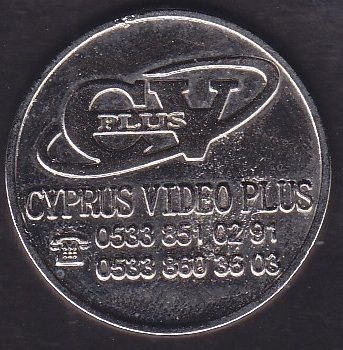 CV
PLUS
CYPRUS VIDEO PLUS
0533 851 02 91
0533 860 36 03